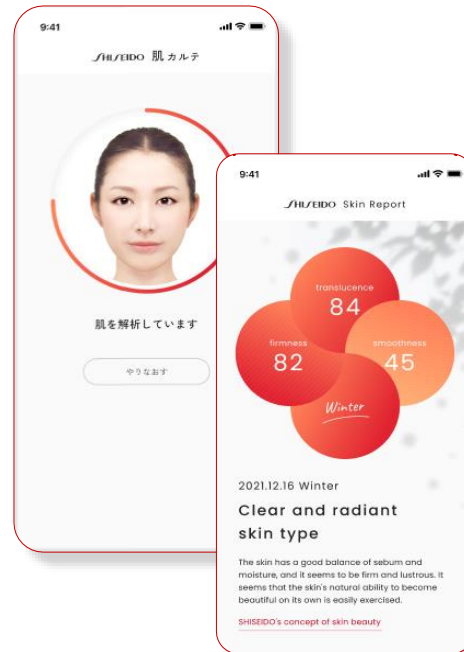 9:41
SHISEIDO 肌カルテ
肌を解析しています
やりなおす
9:41
SHISEIDO Skin Report
translucence
84
firmness
82
smoothness
45
Winter
2021.12.16 Winter
Clear and radiant
skin type
The skin has a good balance of sebum and
moisture, and it seems to be firm and lustrous. It
seems that the skin's natural ability to become
beautiful on its own is easily exercised.
SHISEIDO's concept of skin beauty